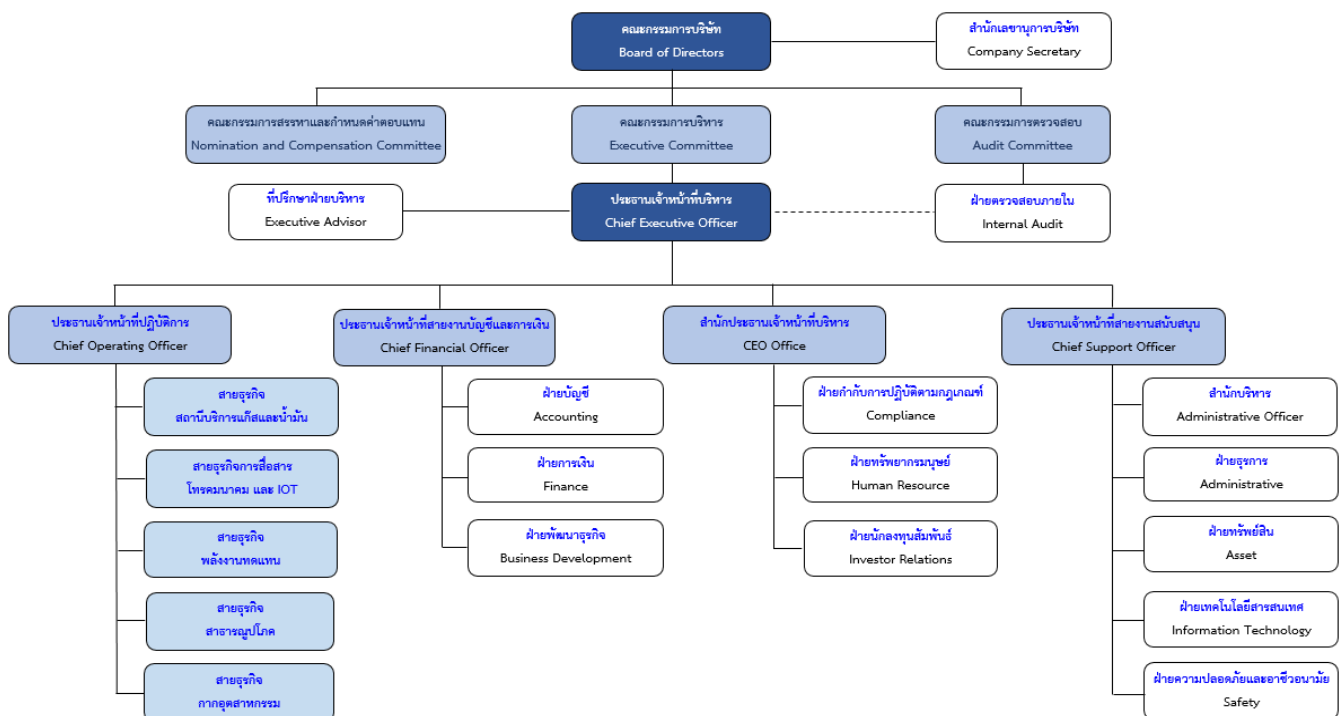 คณะกรรมการบริษัท
Board of Directors
สำนักเลขานุการบริษัท
Company Secretary
คณะกรรมการสรรหาและกำหนดค่าตอบแทน
Nomination and Compensation Committee
คณะกรรมการบริหาร
Executive Committee
คณะกรรมการตรวจสอบ
Audit Committee
ที่ปรึกษาฝ่ายบริหาร
Executive Advisor
ประธานเจ้าหน้าที่บริหาร
Chief Executive Officer
ฝ่ายตรวจสอบภายใน
Internal Audit
ประธานเจ้าหน้าที่ปฏิบัติการ
Chief Operating Officer
ประธานเจ้าหน้าที่สายงานบัญชีและการเงิน
Chief Financial Officer
สำนักประธานเจ้าหน้าที่บริหาร
CEO Office
ประธานเจ้าหน้าที่สายงานสนับสนุน
Chief Support Officer
สายธุรกิจ
สถานีบริการแก๊สและน้ำมัน
สายธุรกิจการสื่อสาร
โทรคมนาคม และ IOT
สายธุรกิจ
พลังงานทดแทน
สายธุรกิจ
สาธารณูปโภค
สายธุรกิจ
กากอุตสาหกรรม
ฝ่ายบัญชี
Accounting
ฝ่ายการเงิน
Finance
ฝ่ายพัฒนาธุรกิจ
Business Development
ฝ่ายกำกับการปฏิบัติตามกฎเกณฑ์
Compliance
ฝ่ายทรัพยากรมนุษย์
Human Resource
ฝ่ายนักลงทุนสัมพันธ์
Investor Relations
สำนักบริหาร
Administrative Officer
ฝ่ายธุรการ
Administrative
ฝ่ายทรัพย์สิน
Asset
ฝ่ายเทคโนโลยีสารสนเทศ
Information Technology
ฝ่ายความปลอดภัยและอาชีวอนามัย
Safety